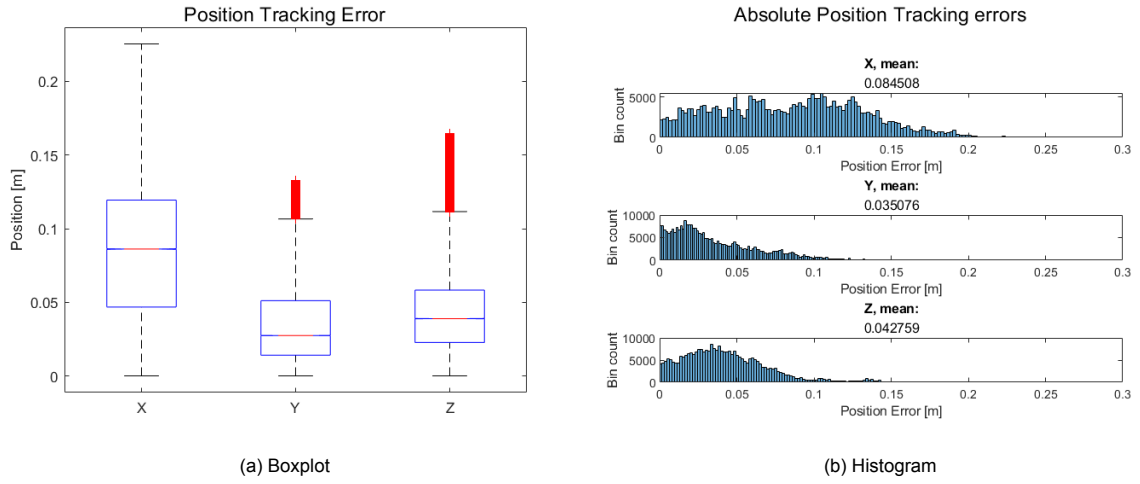 Position Tracking Error
Position [m]
0.2
0.15
0.1
0.05
0
X
Y
Z
(a) Boxplot
Absolute Position Tracking errors
X, mean:
0.084508
Bin count
5000
0
0
0.05
0.1
0.15
0.2
0.25
0.3
Position Error [m]
Y, mean:
0.035076
Bin count
10000
5000
0
0
0.05
0.1
0.15
0.2
0.25
0.3
Position Error [m]
Z, mean:
0.042759
Bin count
10000
5000
0
0
0.05
0.1
0.15
0.2
0.25
0.3
Position Error [m]
(b) Histogram